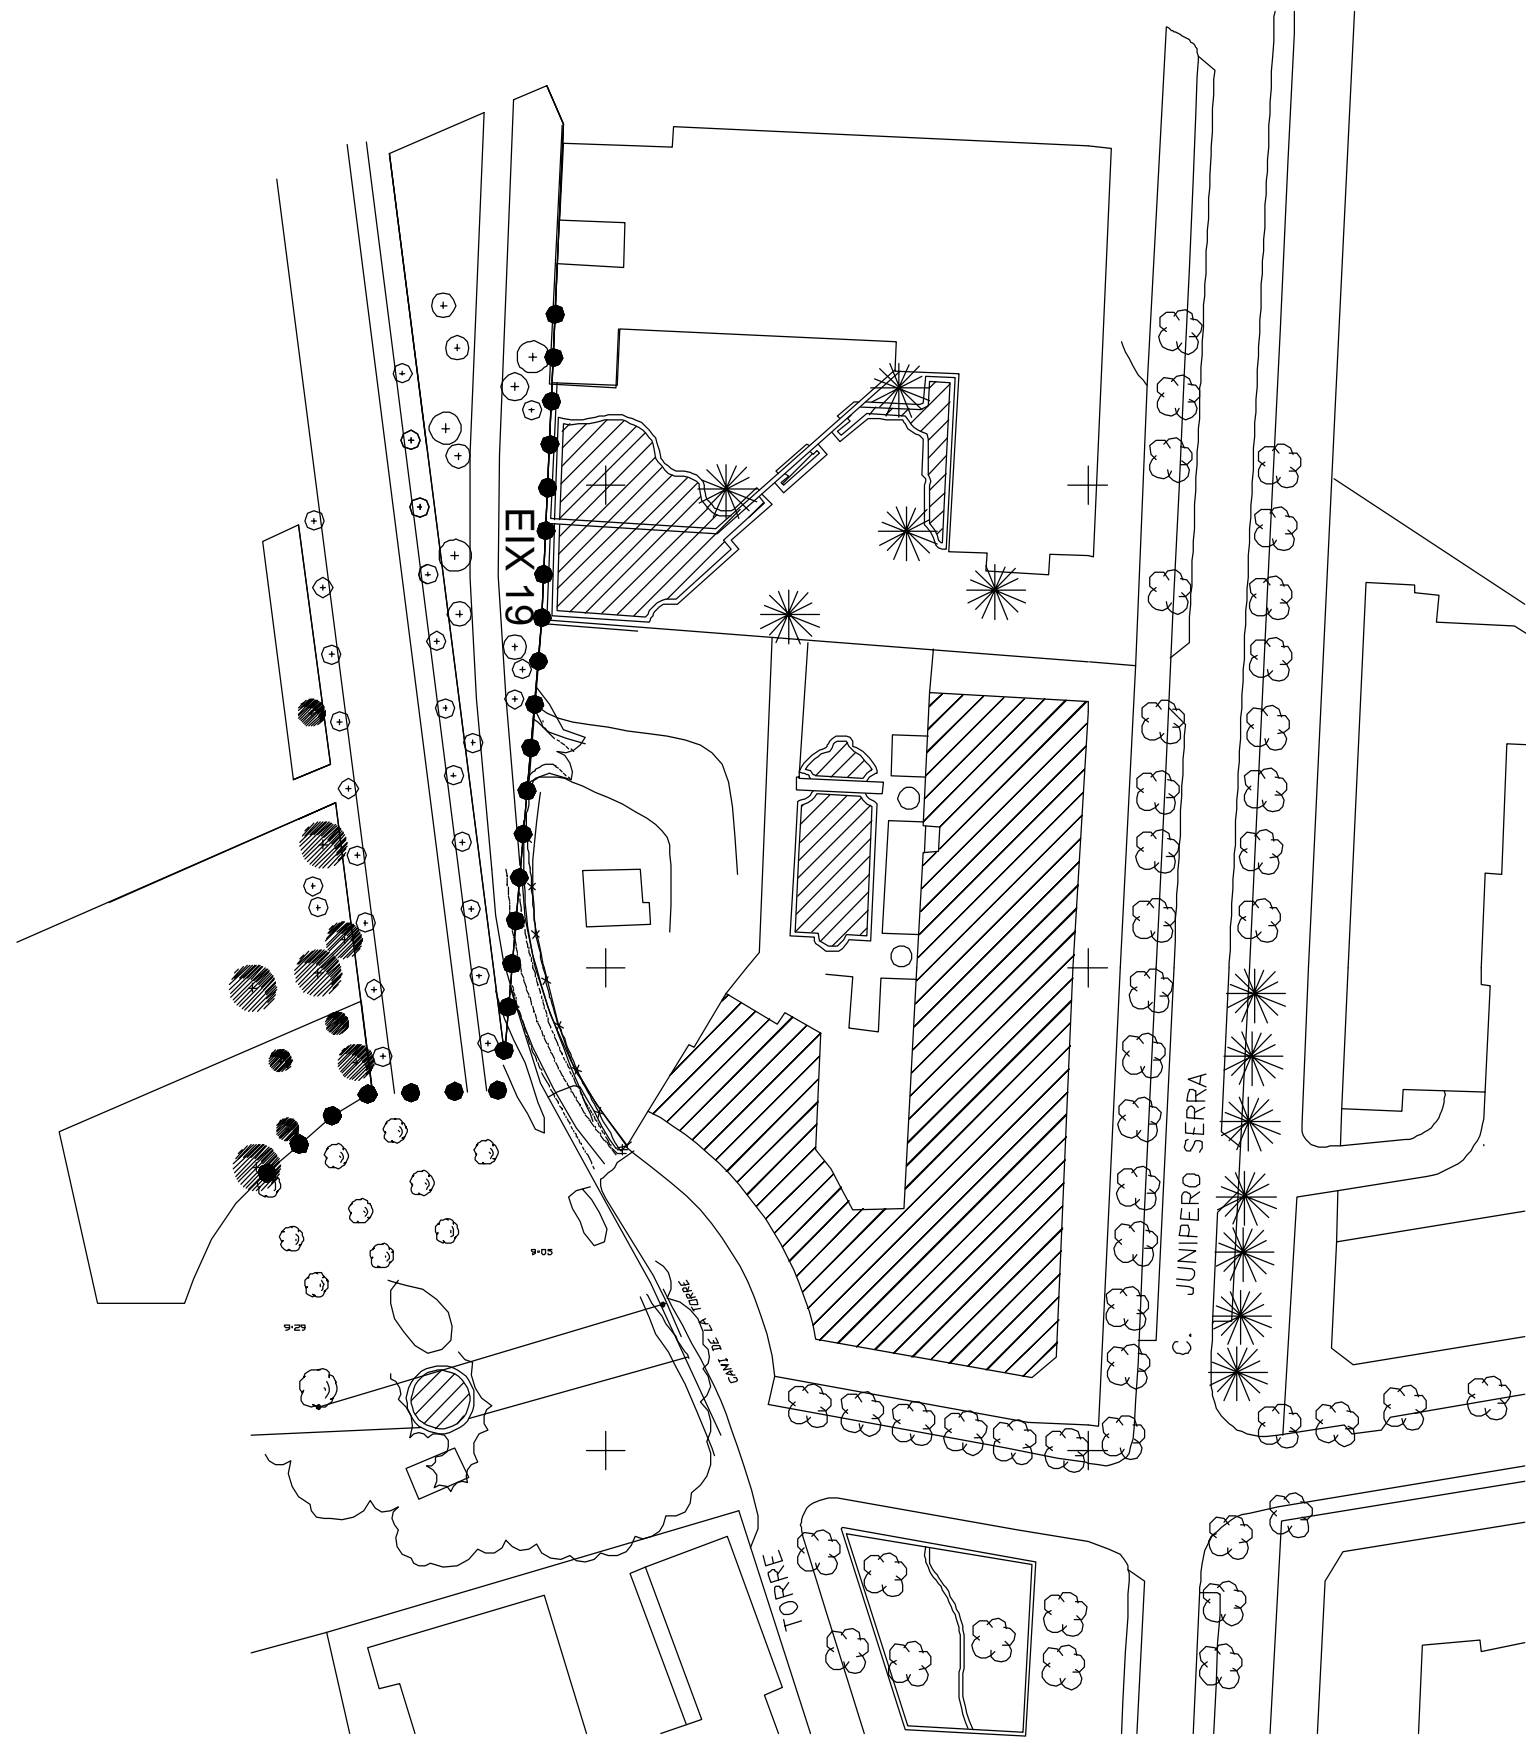 EIX 19
C. JUNIPERO SERRA
9.05
CAMI DE LA TORRE
9.29
TORRE